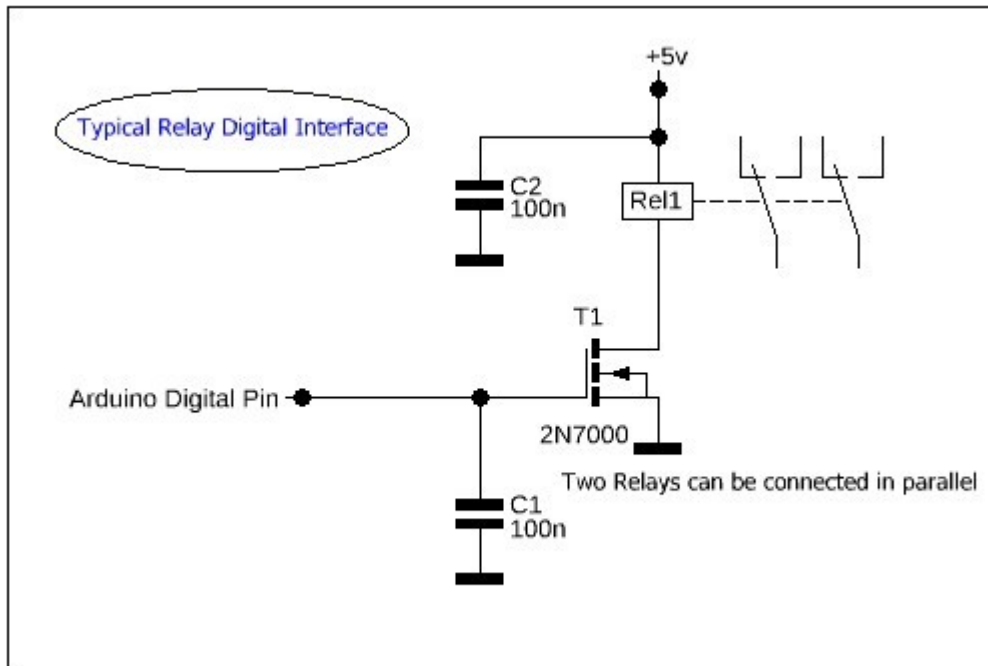 +5v
Typical Relay Digital Interface
C2
100n
Rel1
T1
Arduino Digital Pin
2N7000
Two Relays can be connected in parallel
C1
100n